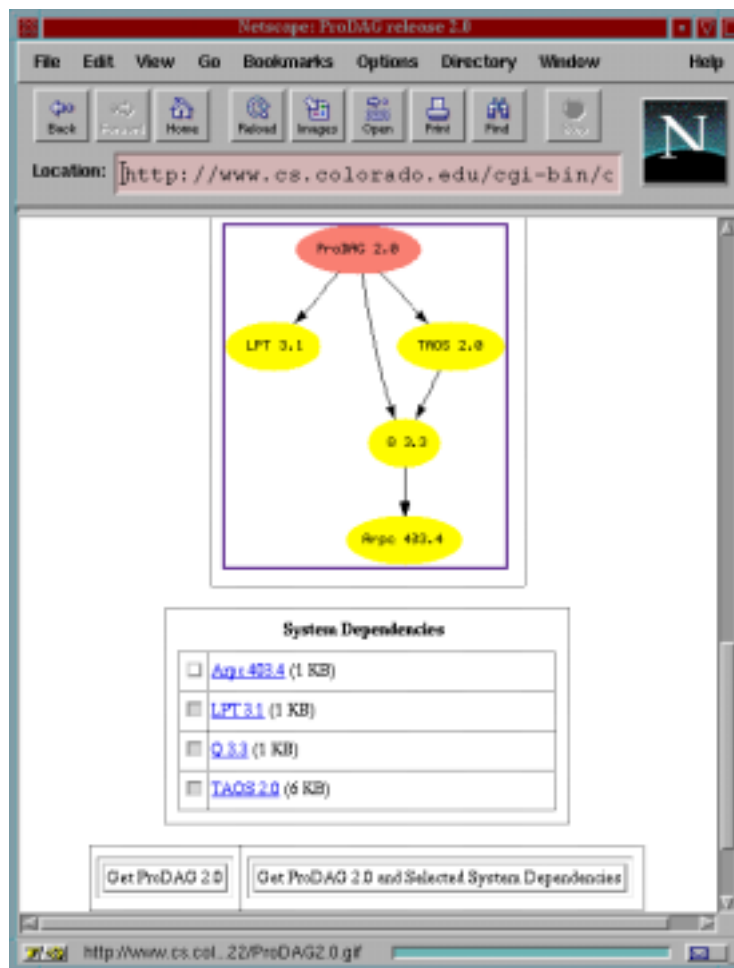 Netscape: ProDAG release 2.0
File Edit View Go Bookmarks Options Directory Window Help
Back Forward Home Reload Images Open Print Find Stop
N
Location: http://www.cs.colorado.edu/cgi-bin/c
ProDAG 2.0
LPT 3.1 TAOS 2.0
Q 3.3
Arpc 403.4
System Dependencies
Arpc 403.4 (1 KB)
LPT 3.1 (1 KB)
Q 3.3 (1 KB)
TAOS 2.0 (6 KB)
Get ProDAG 2.0 Get ProDAG 2.0 and Selected System Dependencies
http://www.cs.col...22/ProDAG2.0.gif